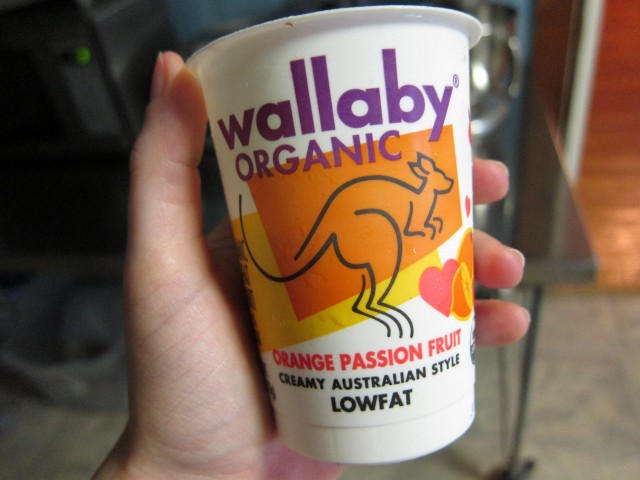 wallaby®
ORGANIC
ORANGE PASSION FRUIT
CREAMY AUSTRALIAN STYLE
LOWFAT